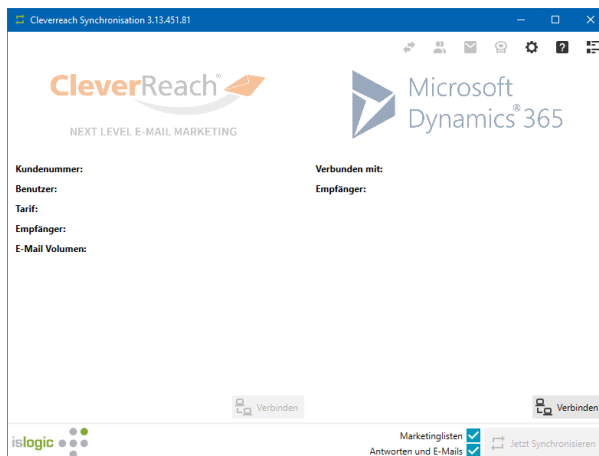 Cleverreach Synchronisation 3.13.451.81
CleverReach®
NEXT LEVEL E-MAIL MARKETING
Microsoft
Dynamics® 365
Kundenummer:
Benutzer:
Tarif:
Empfänger:
E-Mail Volumen:
Verbunden mit:
Empfänger:
Verbinden
Verbinden
islogic
Marketinglisten
Antworten und E-Mails
Jetzt Synchronisieren